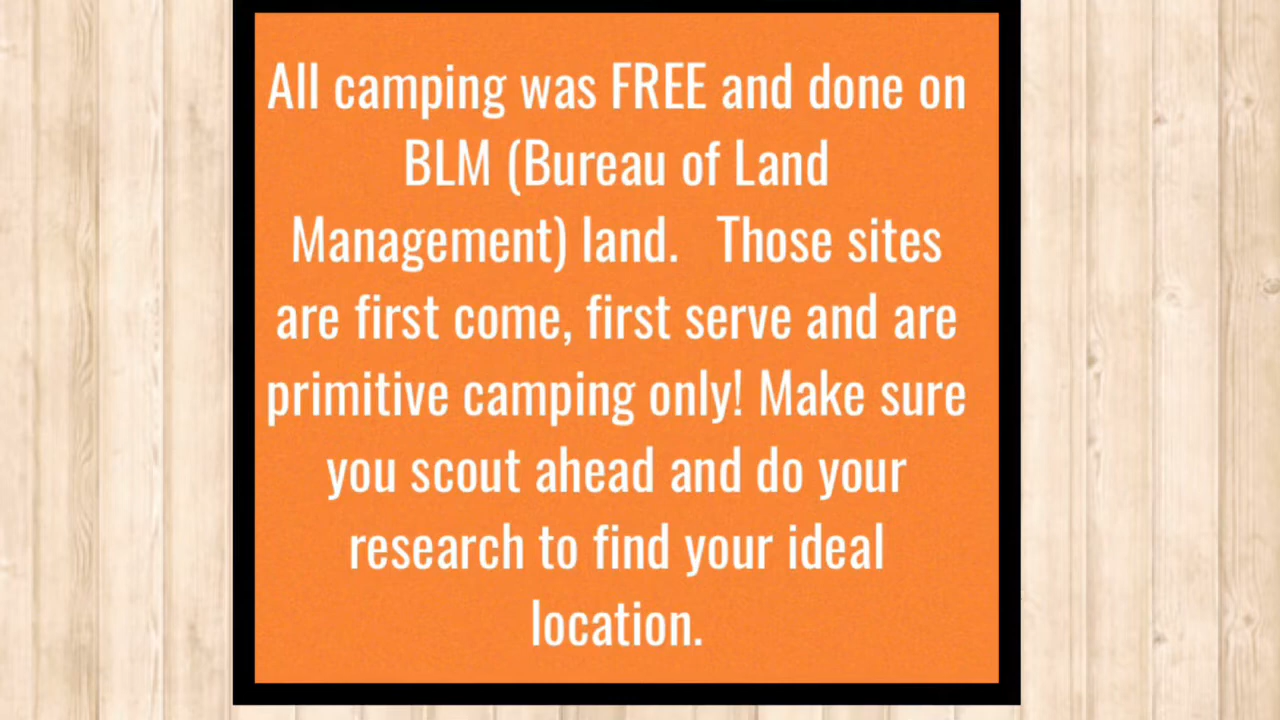 All camping was FREE and done on
BLM (Bureau of Land
Management) land.   Those sites
are first come, first serve and are
primitive camping only! Make sure
you scout ahead and do your
research to find your ideal
location.